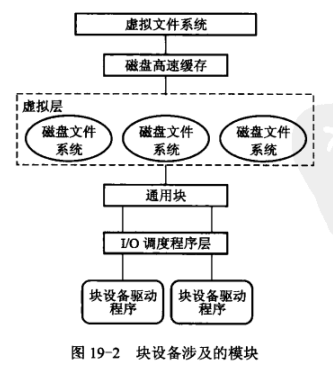 虚拟文件系统
磁盘高速缓存
虚拟层
磁盘文件 磁盘文件 磁盘文件
系统 系统 系统
通用块
I/O 调度程序层
块设备驱动 块设备驱动
程序 程序
图 19-2 块设备涉及的模块